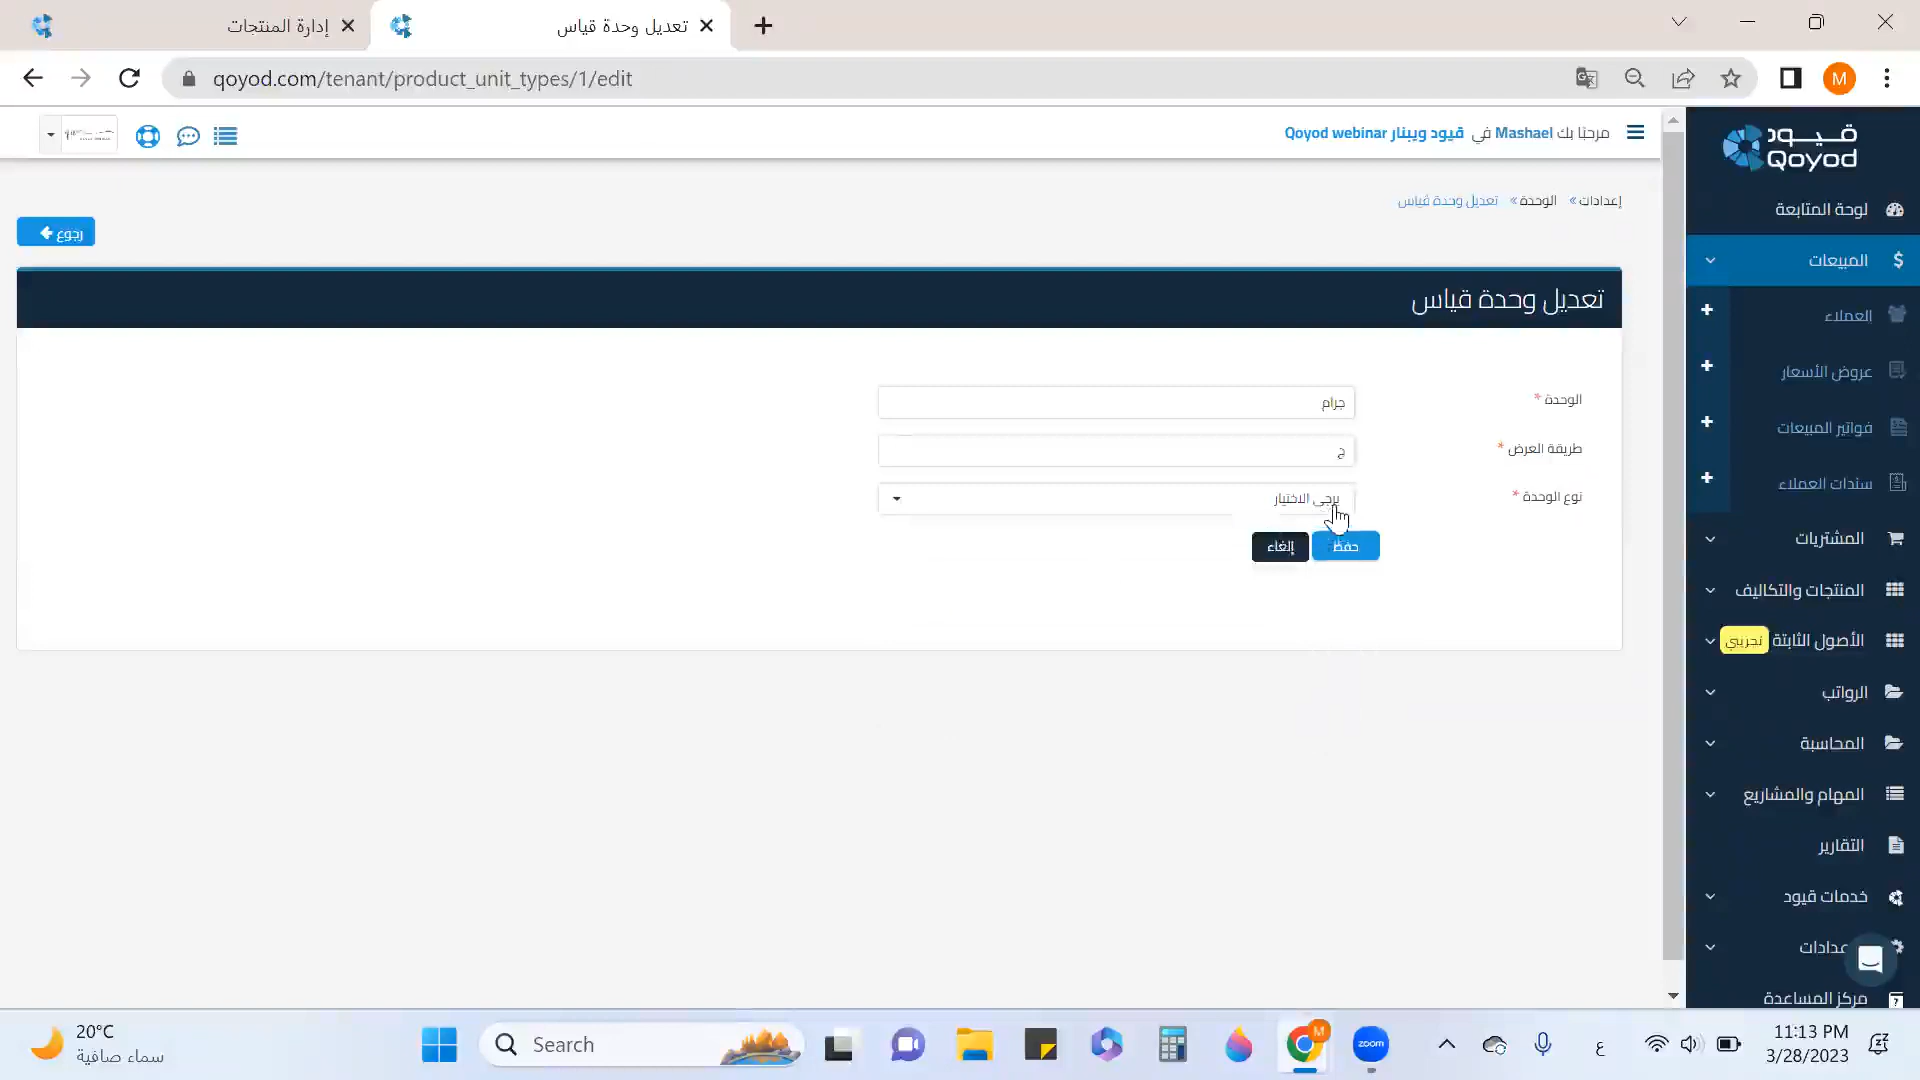 إدارة المنتجات
تعديل وحدة قياس
qoyod.com/tenant/product_unit_types/1/edit
M
مرحبًا بك Mashael في قيود ويبنار Qoyod webinar
إعدادات » الوحدة » تعديل وحدة قياس
رجوع
تعديل وحدة قياس
الوحدة *
جرام
طريقة العرض *
ج
نوع الوحدة *
يرجى الاختيار
حفظ
إلغاء
قيود
Qoyod
لوحة المتابعة
المبيعات
العملاء
عروض الأسعار
فواتير المبيعات
سندات العملاء
المشتريات
المنتجات والتكاليف
الأصول الثابتة تجريبي
الرواتب
المحاسبة
المهام والمشاريع
التقارير
خدمات قيود
عدادات
مركز المساعدة
20°C
سماء صافية
Search
M
zoom
ع
11:13 PM
3/28/2023